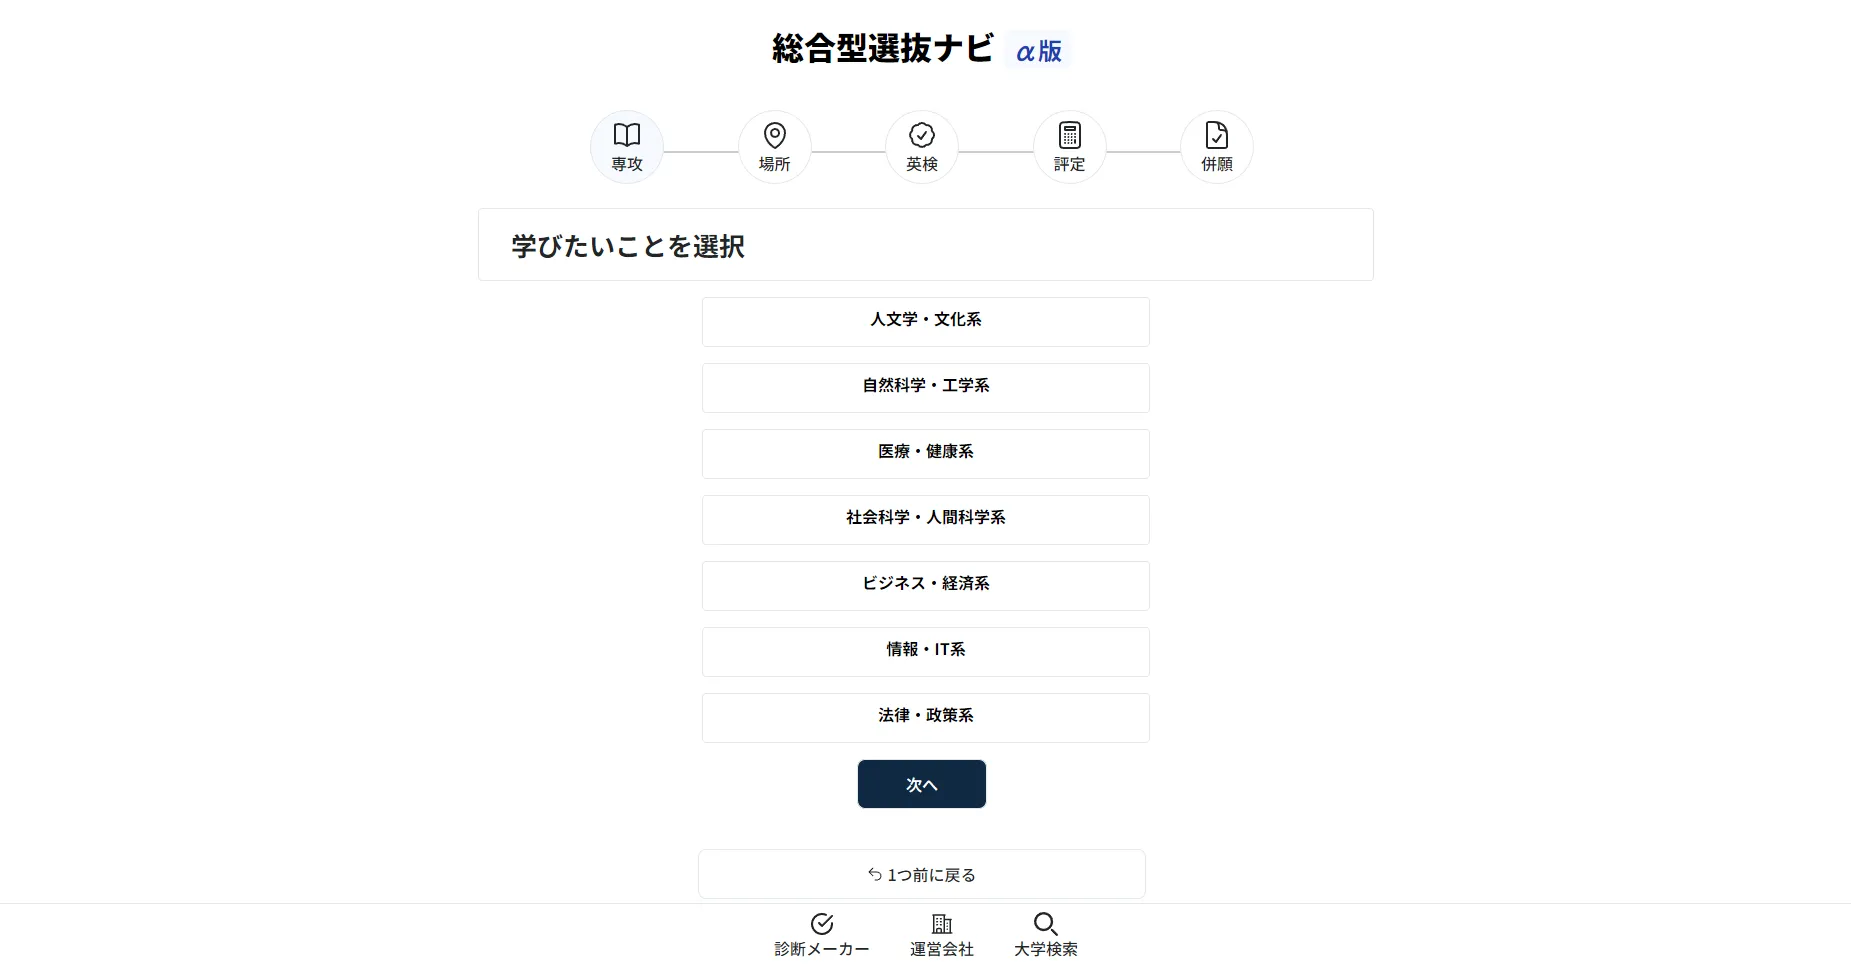 総合型選抜ナビ α版
専攻
場所
英検
評定
併願
学びたいことを選択
人文学・文化系
自然科学・工学系
医療・健康系
社会科学・人間科学系
ビジネス・経済系
情報・IT系
法律・政策系
次へ
1つ前に戻る
診断メーカー
運営会社
大学検索